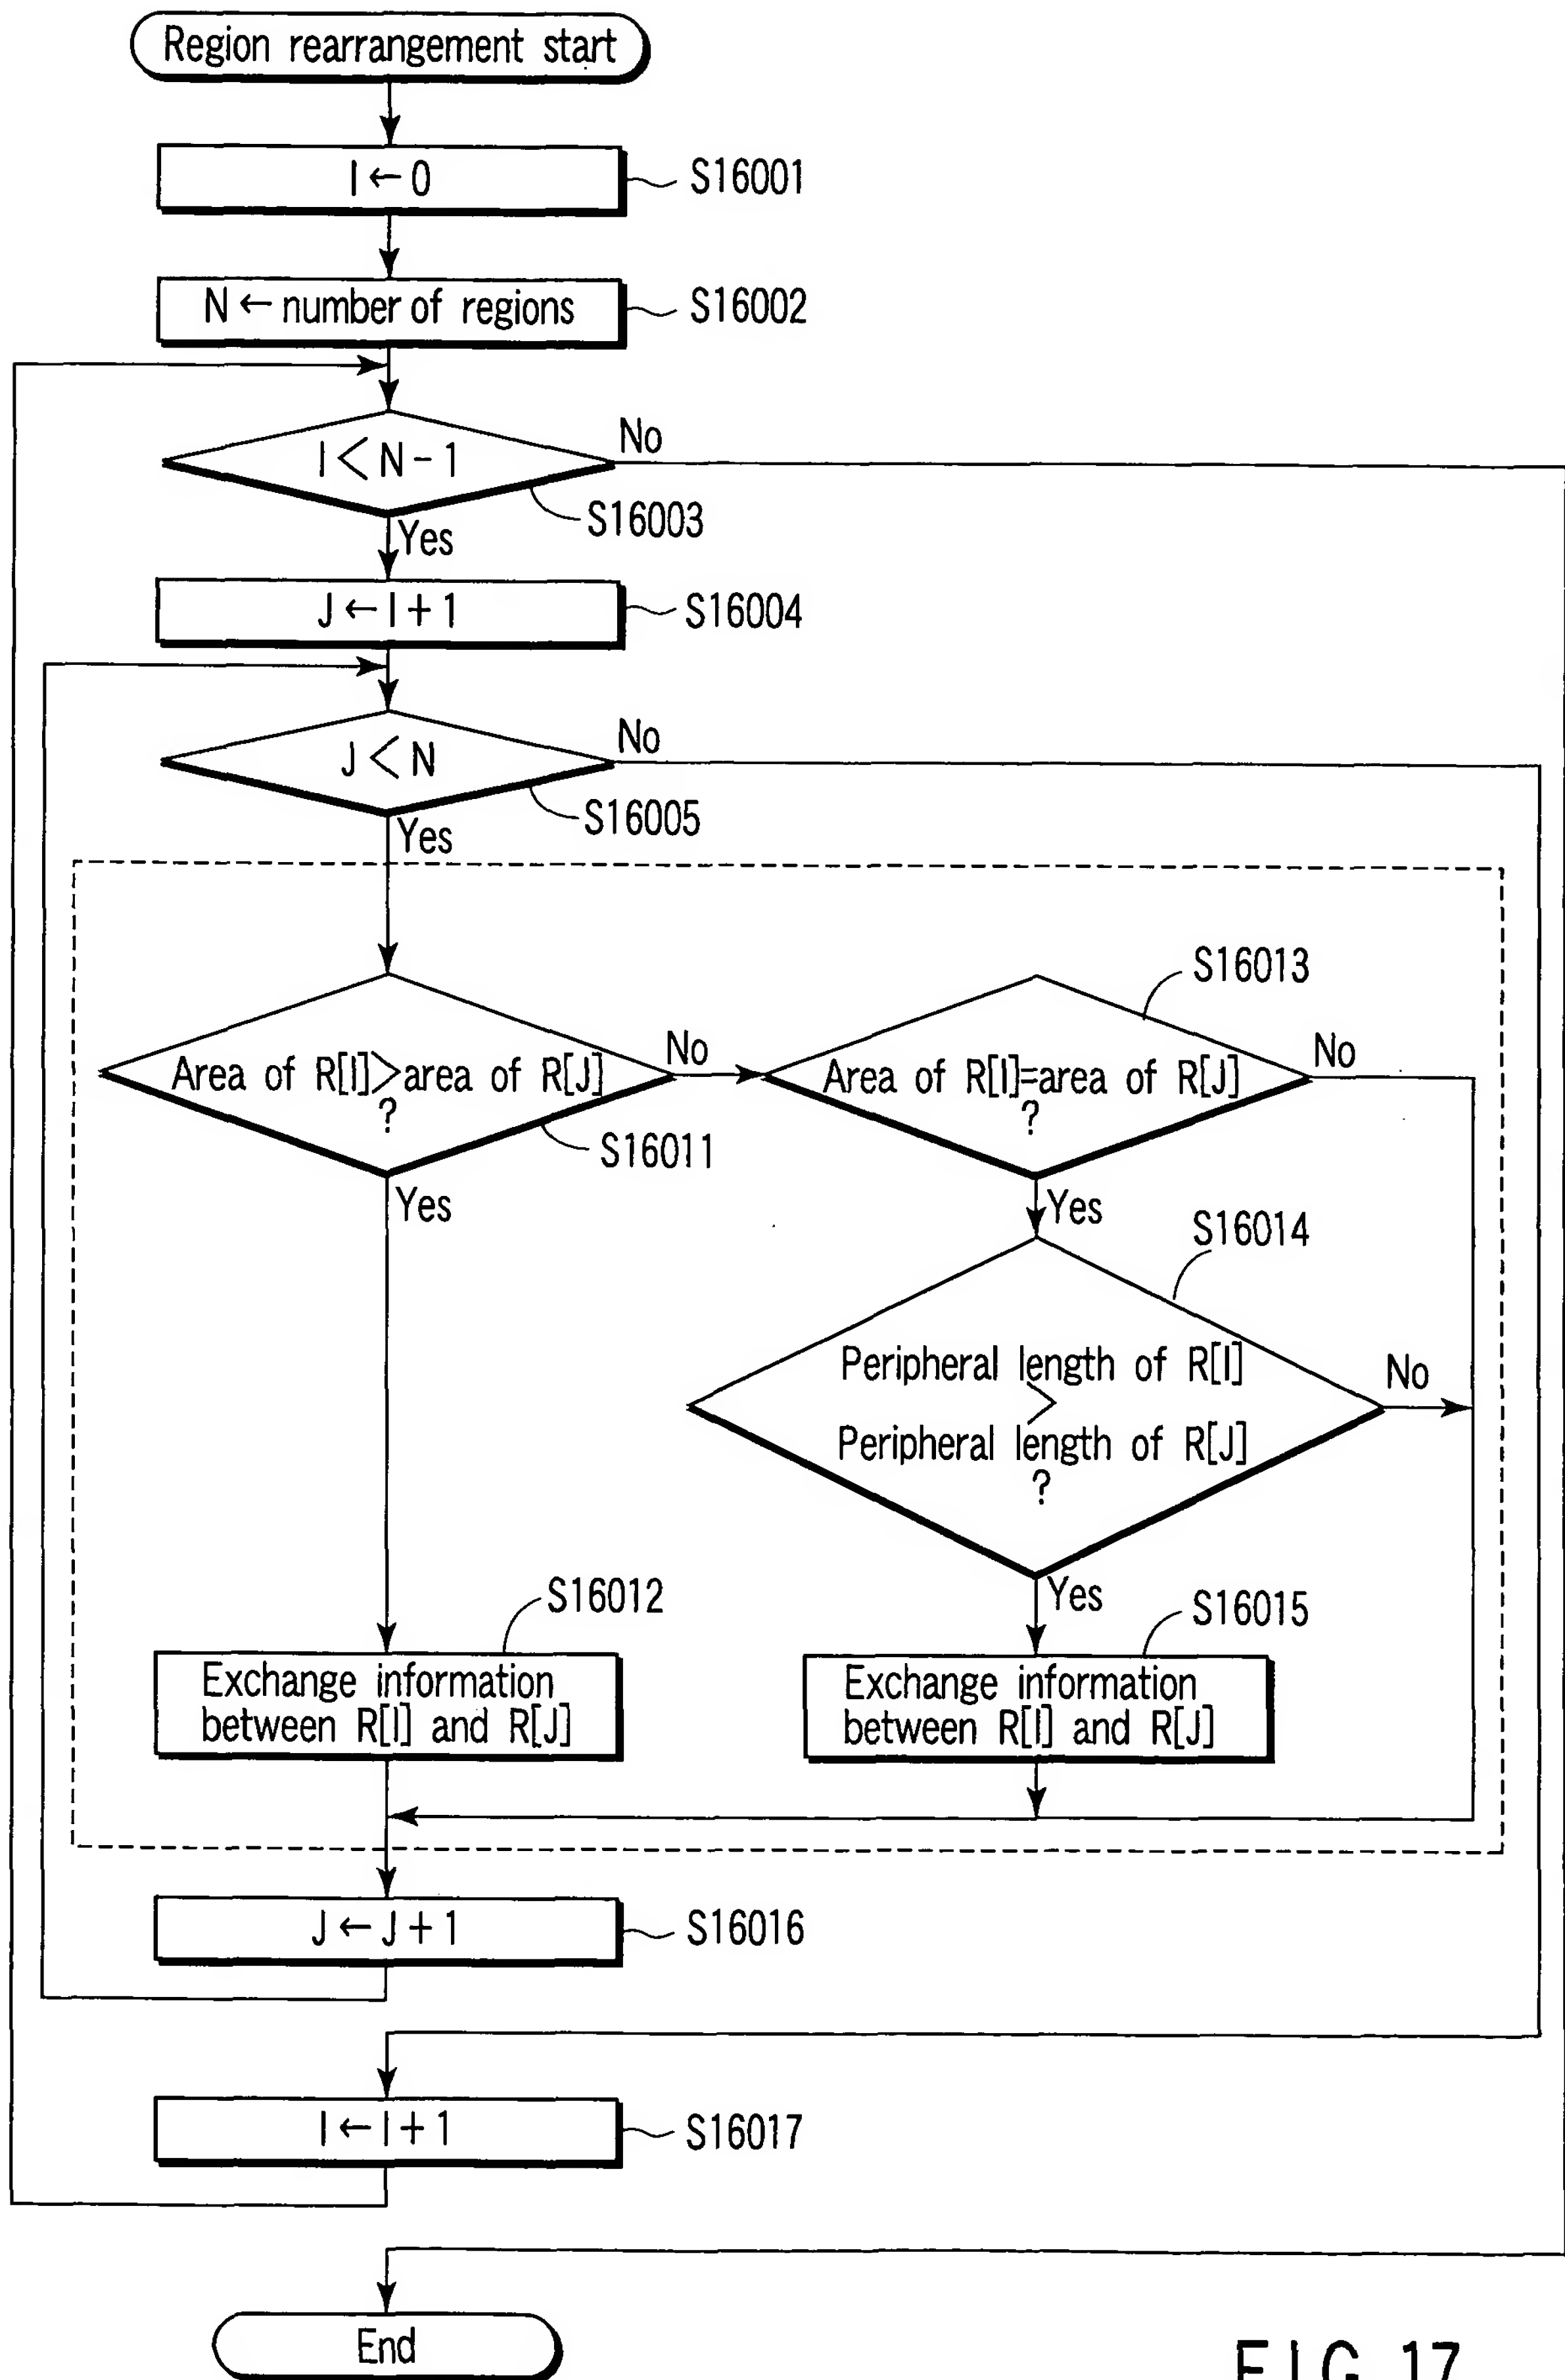 Region rearrangement start
I←0
S16001
N←number of regions
S16002
I<N-1
No
S16003
Yes
J←I+1
S16004
J<N
No
S16005
Yes
S16013
Area of R[I]>area of R[J]
?
No
Area of R[I]=area of R[J]
?
No
S16011
Yes
Yes
S16014
Peripheral length of R[I]
>
Peripheral length of R[J]
?
No
Yes
S16012
S16015
Exchange information
between R[I] and R[J]
Exchange information
between R[I] and R[J]
J←J+1
S16016
I←I+1
S16017
End
FIG. 17